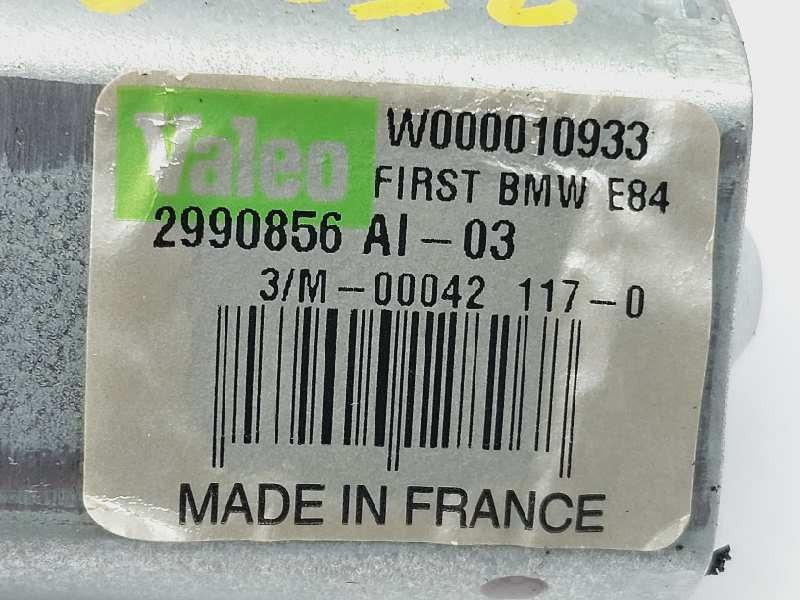 Valeo
W000010933
FIRST BMW E84
2990856 AI-03
3/M-00042 117-0
MADE IN FRANCE